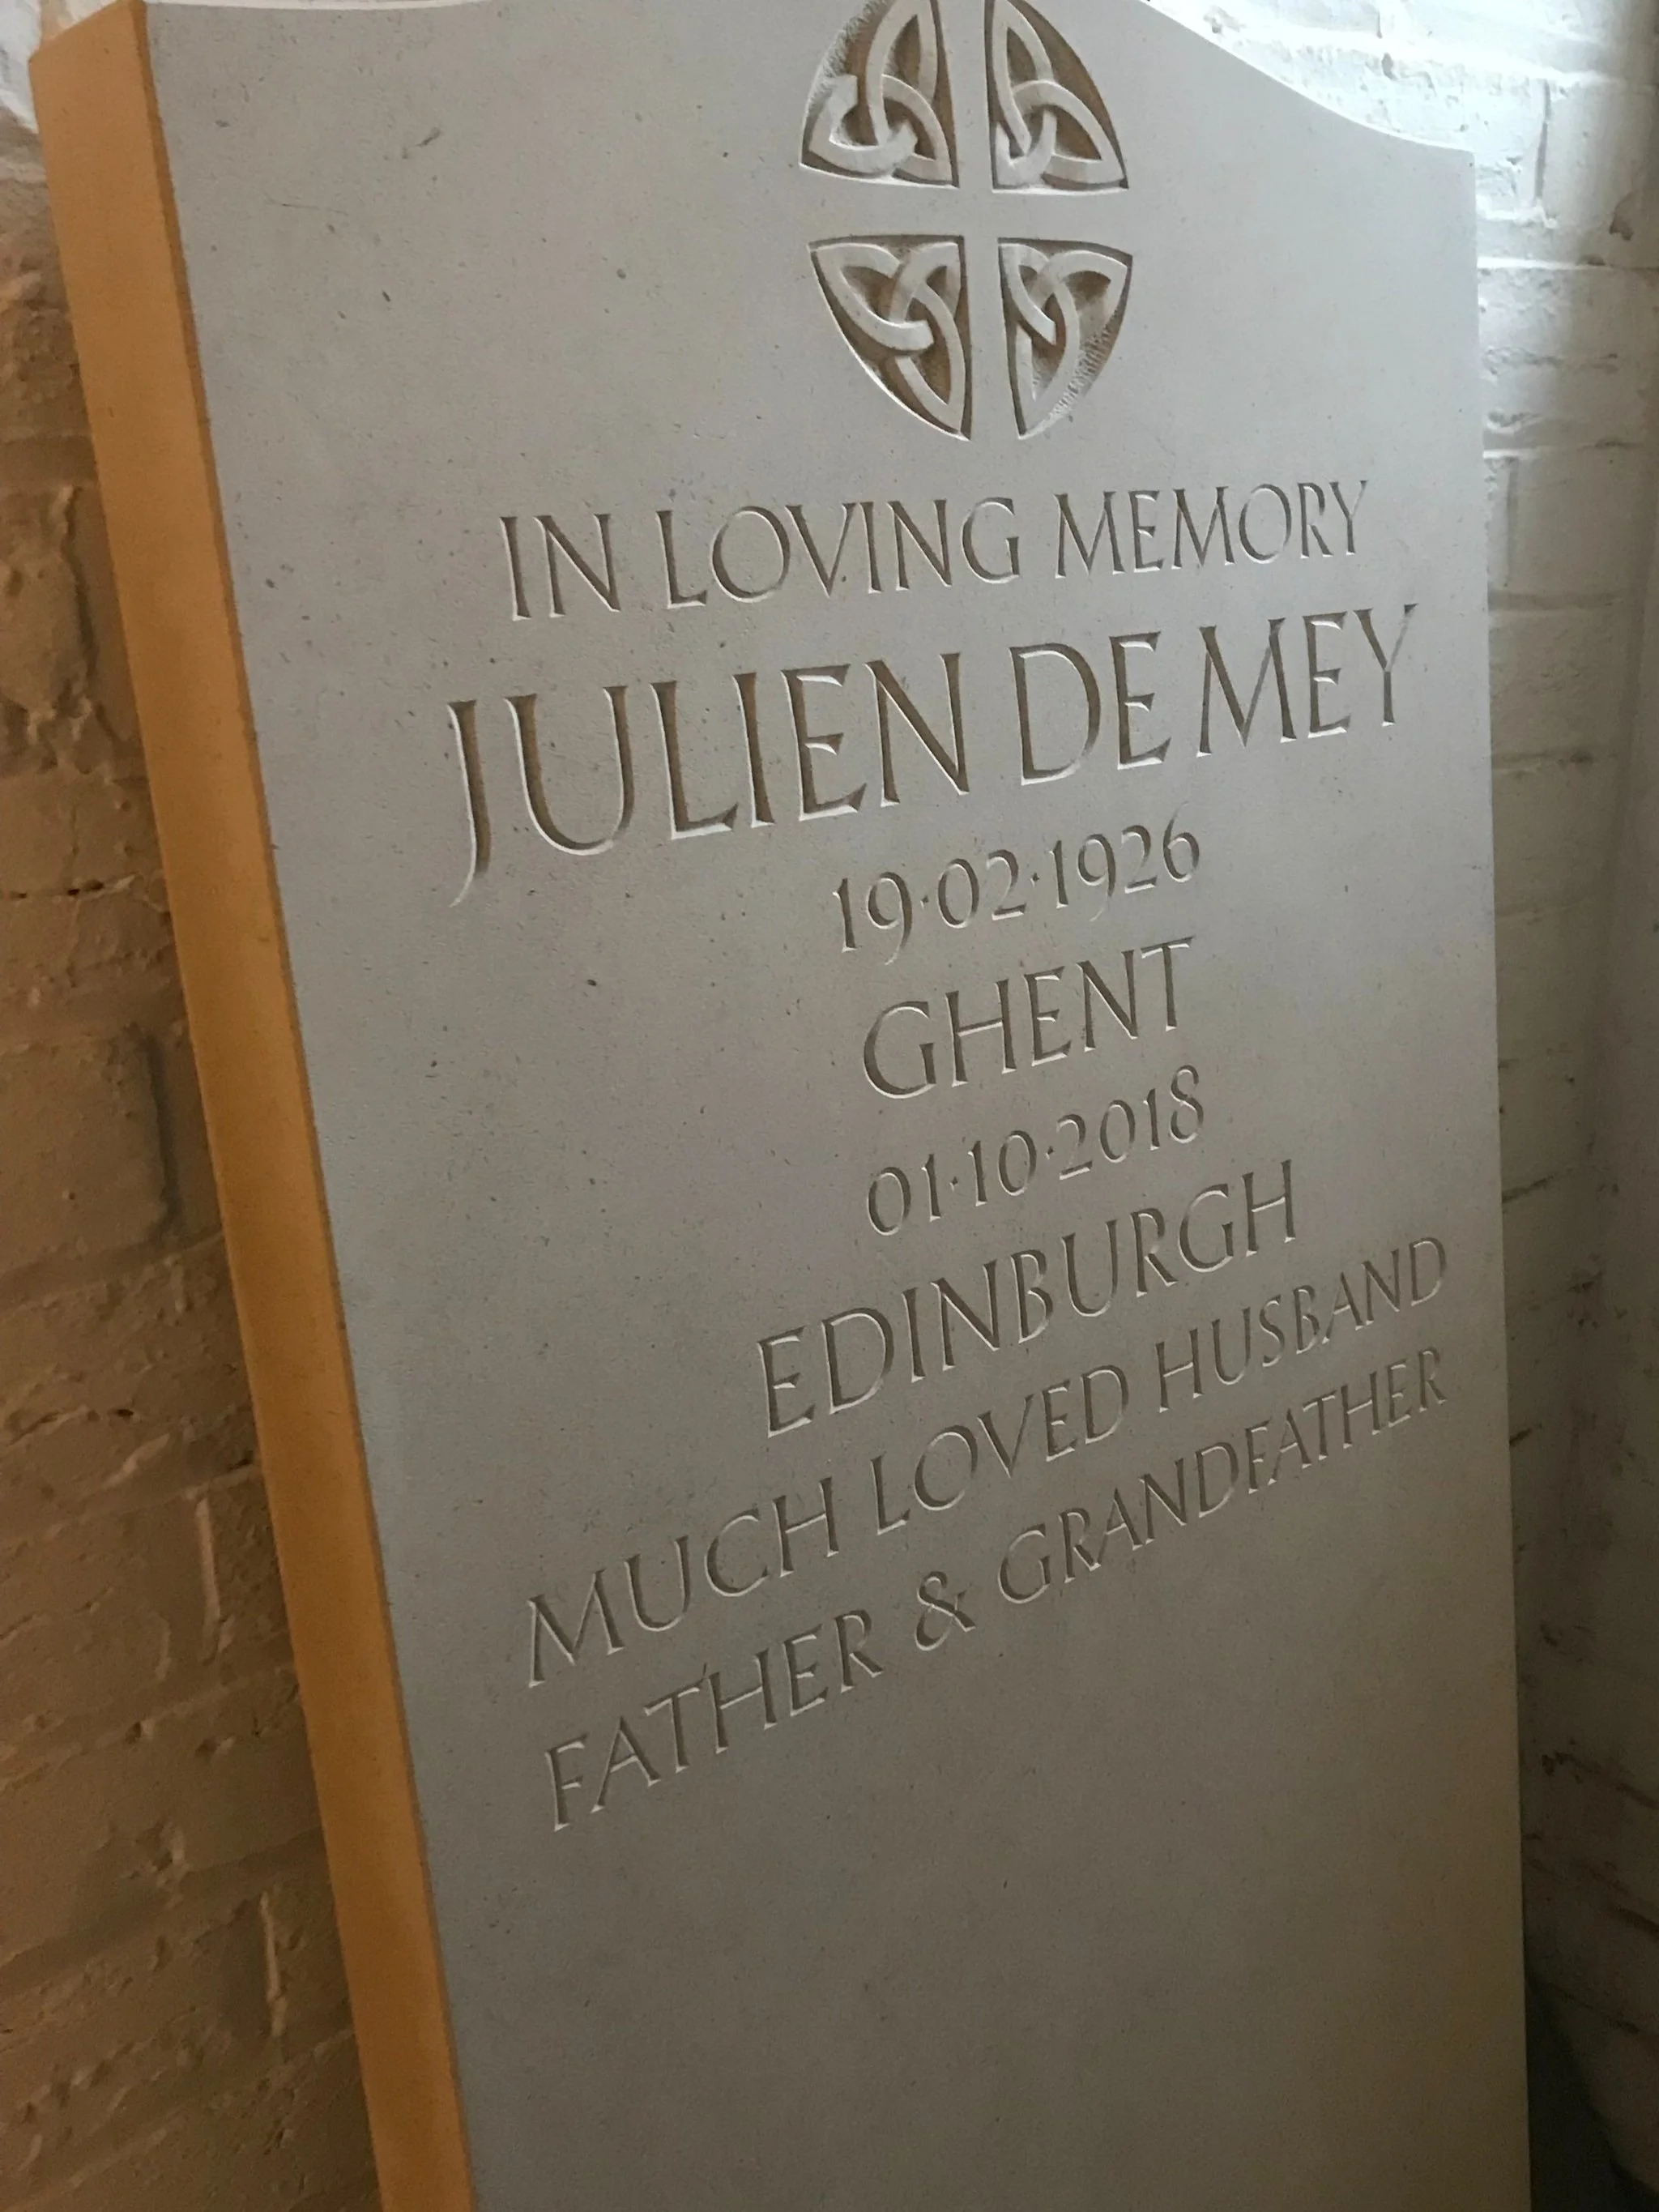 IN LOVING MEMORY
JULIEN DE MEY
19·02·1926
GHENT
01·10·2018
EDINBURGH
MUCH LOVED HUSBAND
FATHER & GRANDFATHER